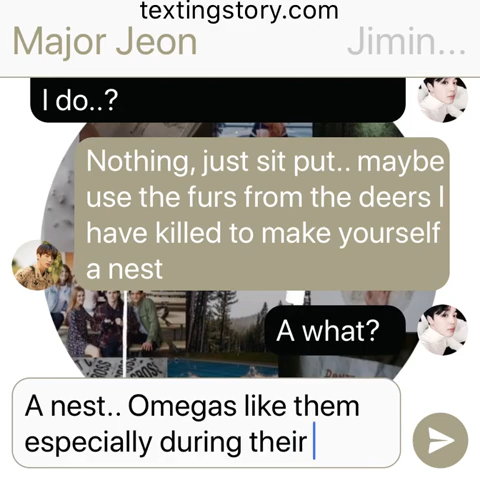 textingstory.com
Major Jeon
Jimin...
I do..?
Nothing, just sit put.. maybe
use the furs from the deers I
have killed to make yourself
a nest
A what?
A nest.. Omegas like them
especially during their